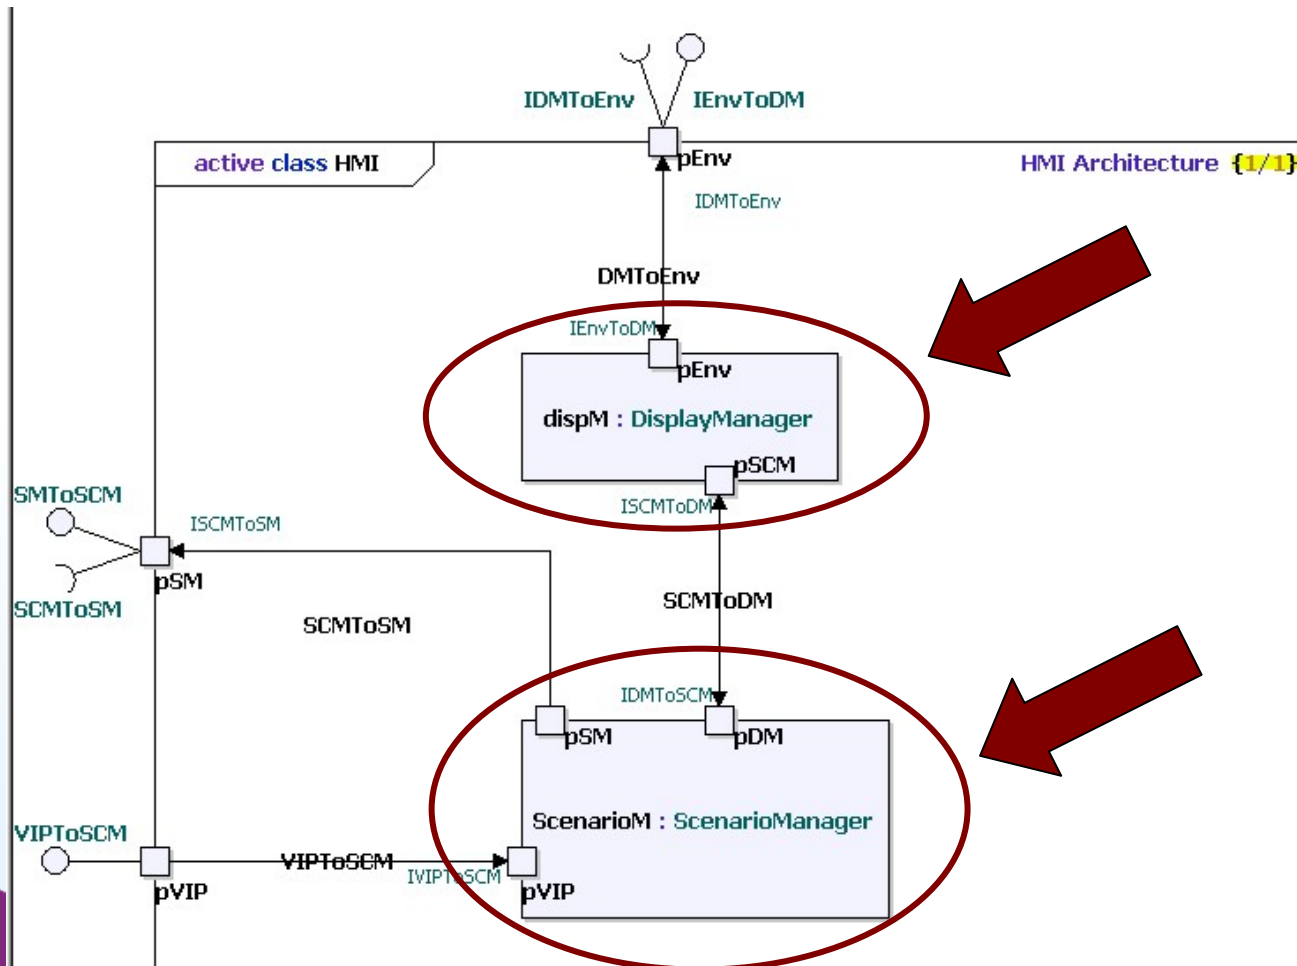 IDMToEnv
IEnvToDM
pEnv
active class HMI
HMI Architecture {1/1}
IDMToEnv
DMToEnv
IEnvToDM
pEnv
dispM : DisplayManager
pSCM
ISCMToDM
SMToSCM
ISCMToSM
pSM
SCMToSM
SCMToSM
SCMToDM
IDMToSCM
pSM
pDM
ScenarioM : ScenarioManager
VIPToSCM
VIPToSCM
IVIPToSCM
pVIP
pVIP